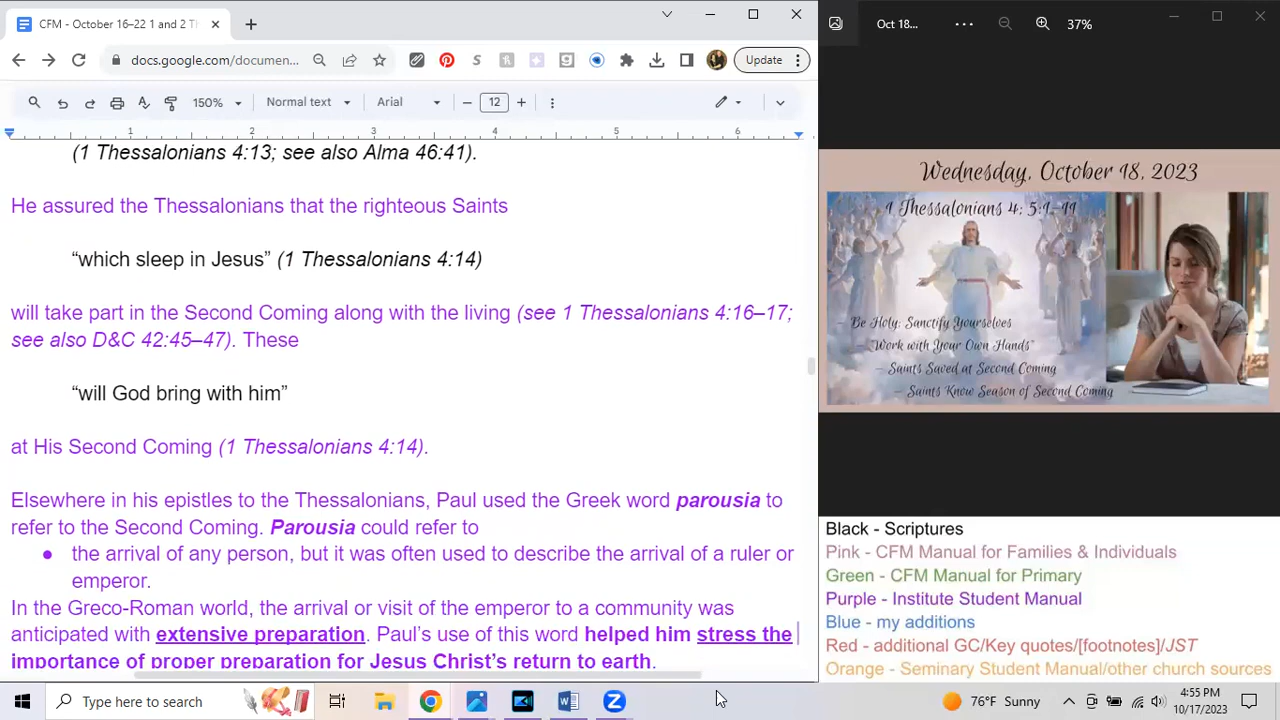 CFM - October 16–22 1 and 2 Th
Oct 18...
37%
docs.google.com/documen...
Update
150%
Normal text
Arial
12
1 2 3 4 5 6
(1 Thessalonians 4:13; see also Alma 46:41).
He assured the Thessalonians that the righteous Saints
“which sleep in Jesus” (1 Thessalonians 4:14)
will take part in the Second Coming along with the living (see 1 Thessalonians 4:16–17;
see also D&C 42:45–47). These
“will God bring with him”
at His Second Coming (1 Thessalonians 4:14).
Elsewhere in his epistles to the Thessalonians, Paul used the Greek word parousia to
refer to the Second Coming. Parousia could refer to
● the arrival of any person, but it was often used to describe the arrival of a ruler or
emperor.
In the Greco-Roman world, the arrival or visit of the emperor to a community was
anticipated with extensive preparation. Paul’s use of this word helped him stress the
importance of proper preparation for Jesus Christ’s return to earth.
Wednesday, October 18, 2023
1 Thessalonians 4; 5:1–11
– Be Holy; Sanctify Yourselves
– "Work with Your Own Hands"
– Saints Saved at Second Coming
– Saints Know Season of Second Coming
Black - Scriptures
Pink - CFM Manual for Families & Individuals
Green - CFM Manual for Primary
Purple - Institute Student Manual
Blue - my additions
Red - additional GC/Key quotes/[footnotes]/JST
Orange - Seminary Student Manual/other church sources
Type here to search
76°F Sunny
4:55 PM
10/17/2023